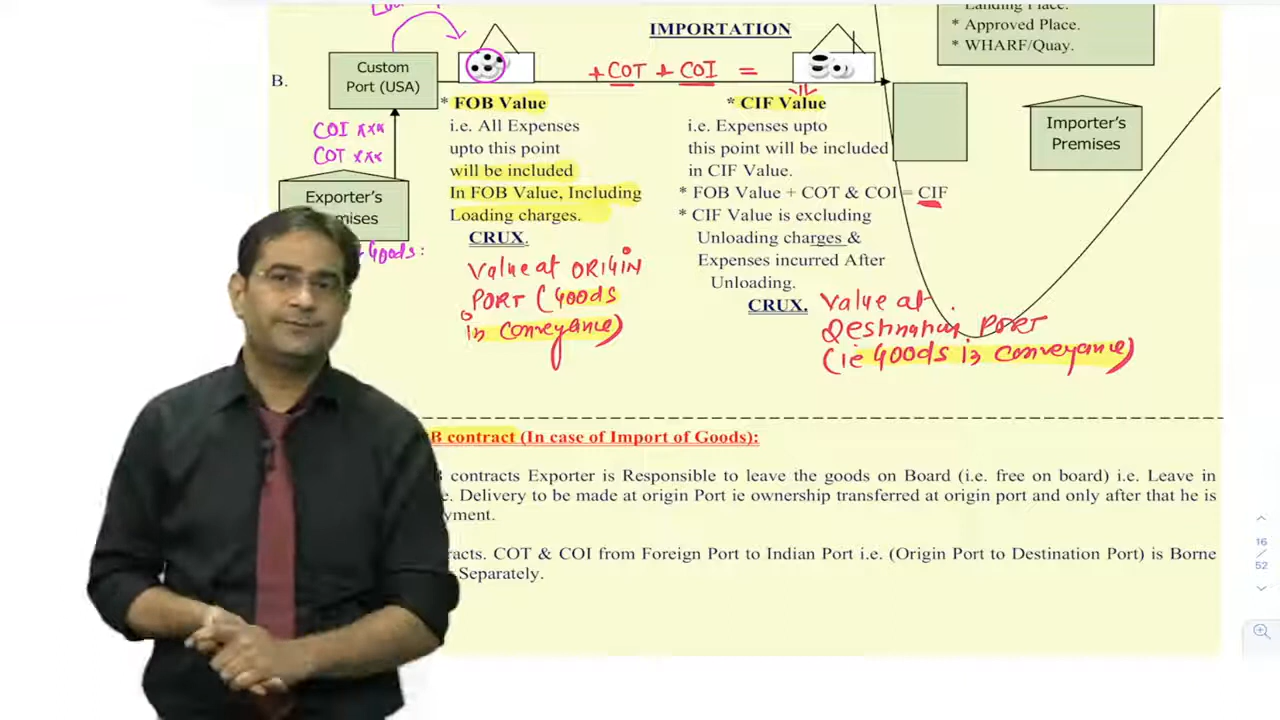 Landing Place.
* Approved Place.
* WHARF/Quay.
IMPORTATION
Custom
Port (USA)
B.
+ COT + COI =
* FOB Value
i.e. All Expenses
upto this point
will be included
In FOB Value, Including
Loading charges.
CRUX.
Value at ORIGIN
PORT (Goods
in conveyance)
* CIF Value
i.e. Expenses upto
this point will be included
in CIF Value.
* FOB Value + COT & COI = CIF
* CIF Value is excluding
Unloading charges &
Expenses incurred After
Unloading.
CRUX. Value at
Destination PORT
(ie Goods in conveyance)
Importer's
Premises
COI xxx
COT xxx
Exporter's
mises
Goods:
B contract (In case of Import of Goods):
contracts Exporter is Responsible to leave the goods on Board (i.e. free on board) i.e. Leave in
Delivery to be made at origin Port ie ownership transferred at origin port and only after that he is
yment.
racts. COT & COI from Foreign Port to Indian Port i.e. (Origin Port to Destination Port) is Borne
Separately.
16
/
52